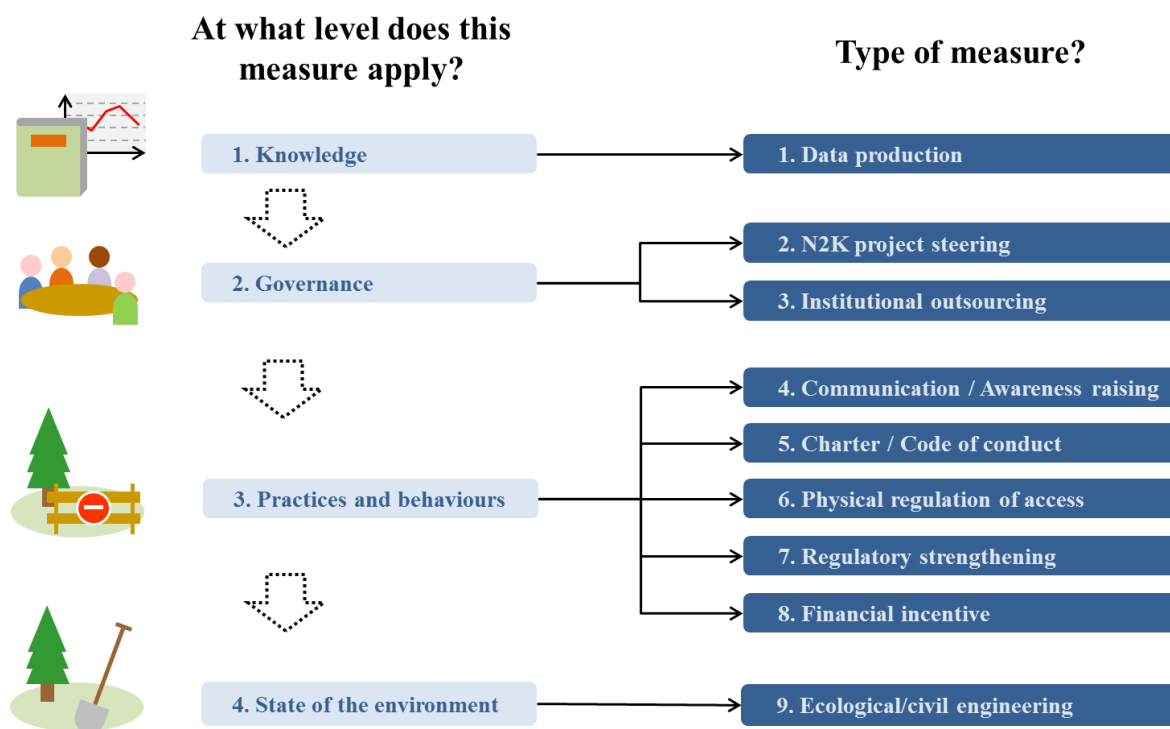 At what level does this
measure apply?
Type of measure?
1. Knowledge
1. Data production
2. Governance
2. N2K project steering
3. Institutional outsourcing
3. Practices and behaviours
4. Communication / Awareness raising
5. Charter / Code of conduct
6. Physical regulation of access
7. Regulatory strengthening
8. Financial incentive
4. State of the environment
9. Ecological/civil engineering